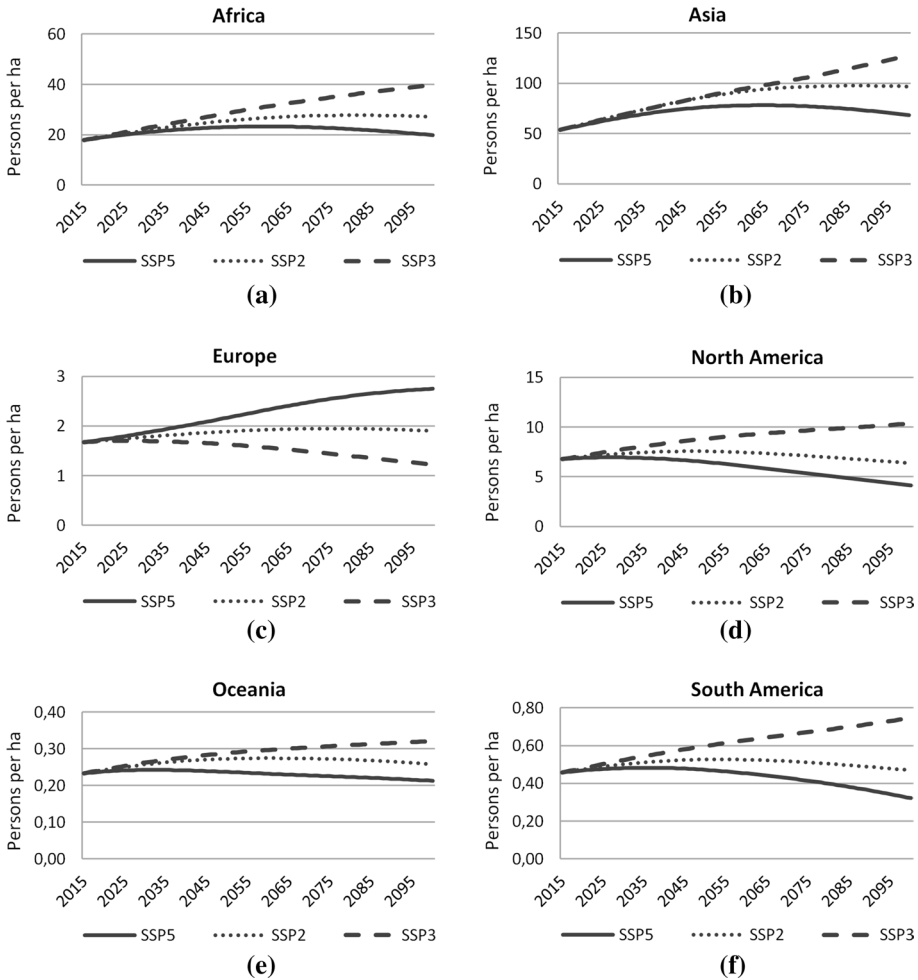 Africa
Persons per ha
60
40
20
0
2015 2025 2035 2045 2055 2065 2075 2085 2095
SSP5 SSP2 SSP3
(a)
Asia
Persons per ha
150
100
50
0
2015 2025 2035 2045 2055 2065 2075 2085 2095
SSP5 SSP2 SSP3
(b)
Europe
Persons per ha
3
2
1
0
2015 2025 2035 2045 2055 2065 2075 2085 2095
SSP5 SSP2 SSP3
(c)
North America
Persons per ha
15
10
5
0
2015 2025 2035 2045 2055 2065 2075 2085 2095
SSP5 SSP2 SSP3
(d)
Oceania
Persons per ha
0,40
0,30
0,20
0,10
0,00
2015 2025 2035 2045 2055 2065 2075 2085 2095
SSP5 SSP2 SSP3
(e)
South America
Persons per ha
0,80
0,60
0,40
0,20
0,00
2015 2025 2035 2045 2055 2065 2075 2085 2095
SSP5 SSP2 SSP3
(f)